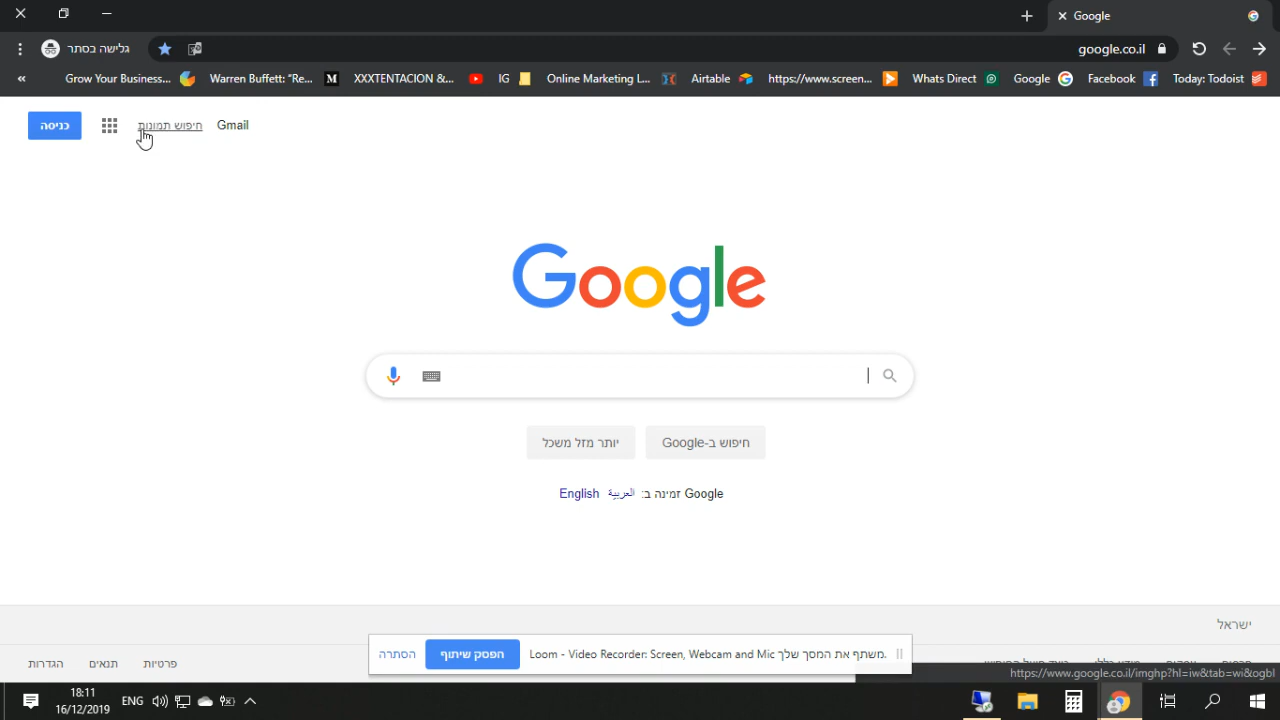 Google
גלישה בסתר
google.co.il
«
Grow Your Business...
Warren Buffett: "Re...
XXXTENTACION &...
IG
Online Marketing L...
Airtable
https://www.screen...
Whats Direct
Google
Facebook
Today: Todoist
כניסה
חיפוש תמונות
Gmail
Google
יותר מזל משכל
חיפוש ב-Google
Google זמינה ב: العربية English
ישראל
הגדרות
תנאים
פרטיות
הסתרה
הפסק שיתוף
Loom - Video Recorder: Screen, Webcam and Mic משתף את המסך שלך.
https://www.google.co.il/imghp?hl=iw&tab=wi&ogbl
18:11
16/12/2019
ENG